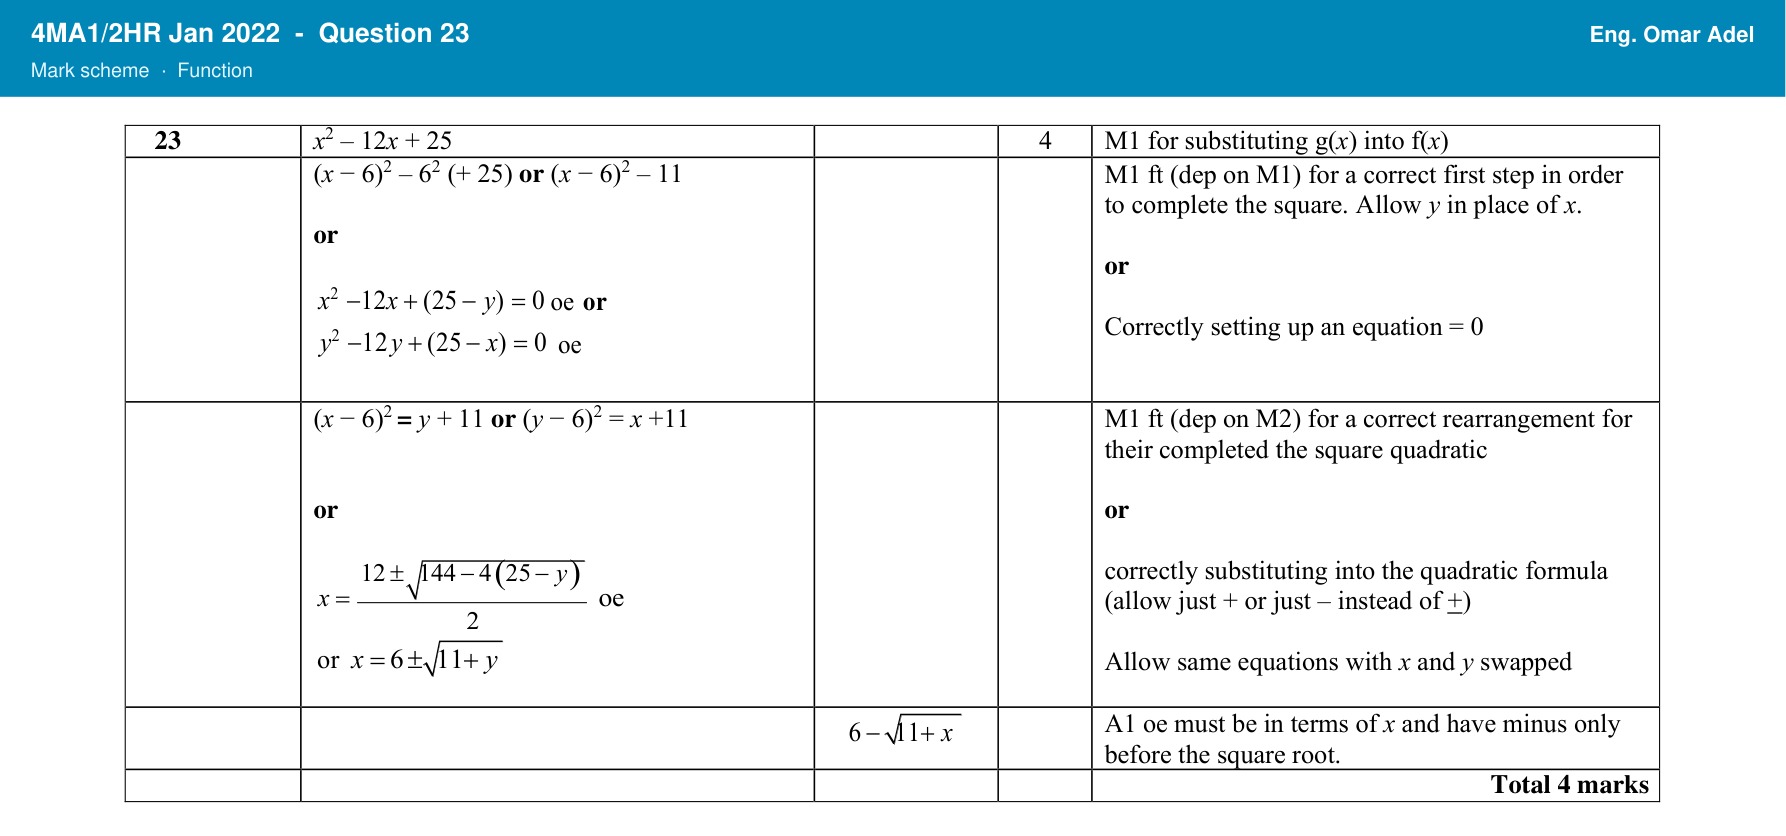 4MA1/2HR Jan 2022 - Question 23
Eng. Omar Adel
Mark scheme · Function
23
x² – 12x + 25
4
M1 for substituting g(x) into f(x)
(x − 6)² – 6² (+ 25) or (x − 6)² – 11
or
x² −12x + (25 − y) = 0 oe or
y² −12y + (25 − x) = 0 oe
M1 ft (dep on M1) for a correct first step in order
to complete the square. Allow y in place of x.
or
Correctly setting up an equation = 0
(x − 6)² = y + 11 or (y − 6)² = x +11
or
x = (12 ± √(144 − 4(25 − y))) / 2 oe
or x = 6 ± √(11 + y)
M1 ft (dep on M2) for a correct rearrangement for
their completed the square quadratic
or
correctly substituting into the quadratic formula
(allow just + or just – instead of ±)
Allow same equations with x and y swapped
6 − √(11 + x)
A1 oe must be in terms of x and have minus only
before the square root.
Total 4 marks